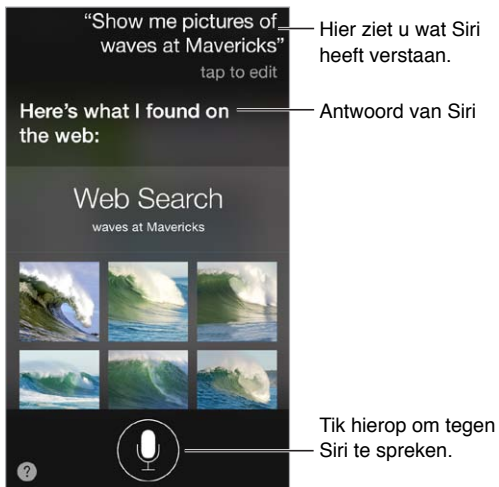 “Show me pictures of
waves at Mavericks”
tap to edit
Hier ziet u wat Siri
heeft verstaan.
Here’s what I found on
the web:
Antwoord van Siri
Web Search
waves at Mavericks
Tik hierop om tegen
Siri te spreken.
?